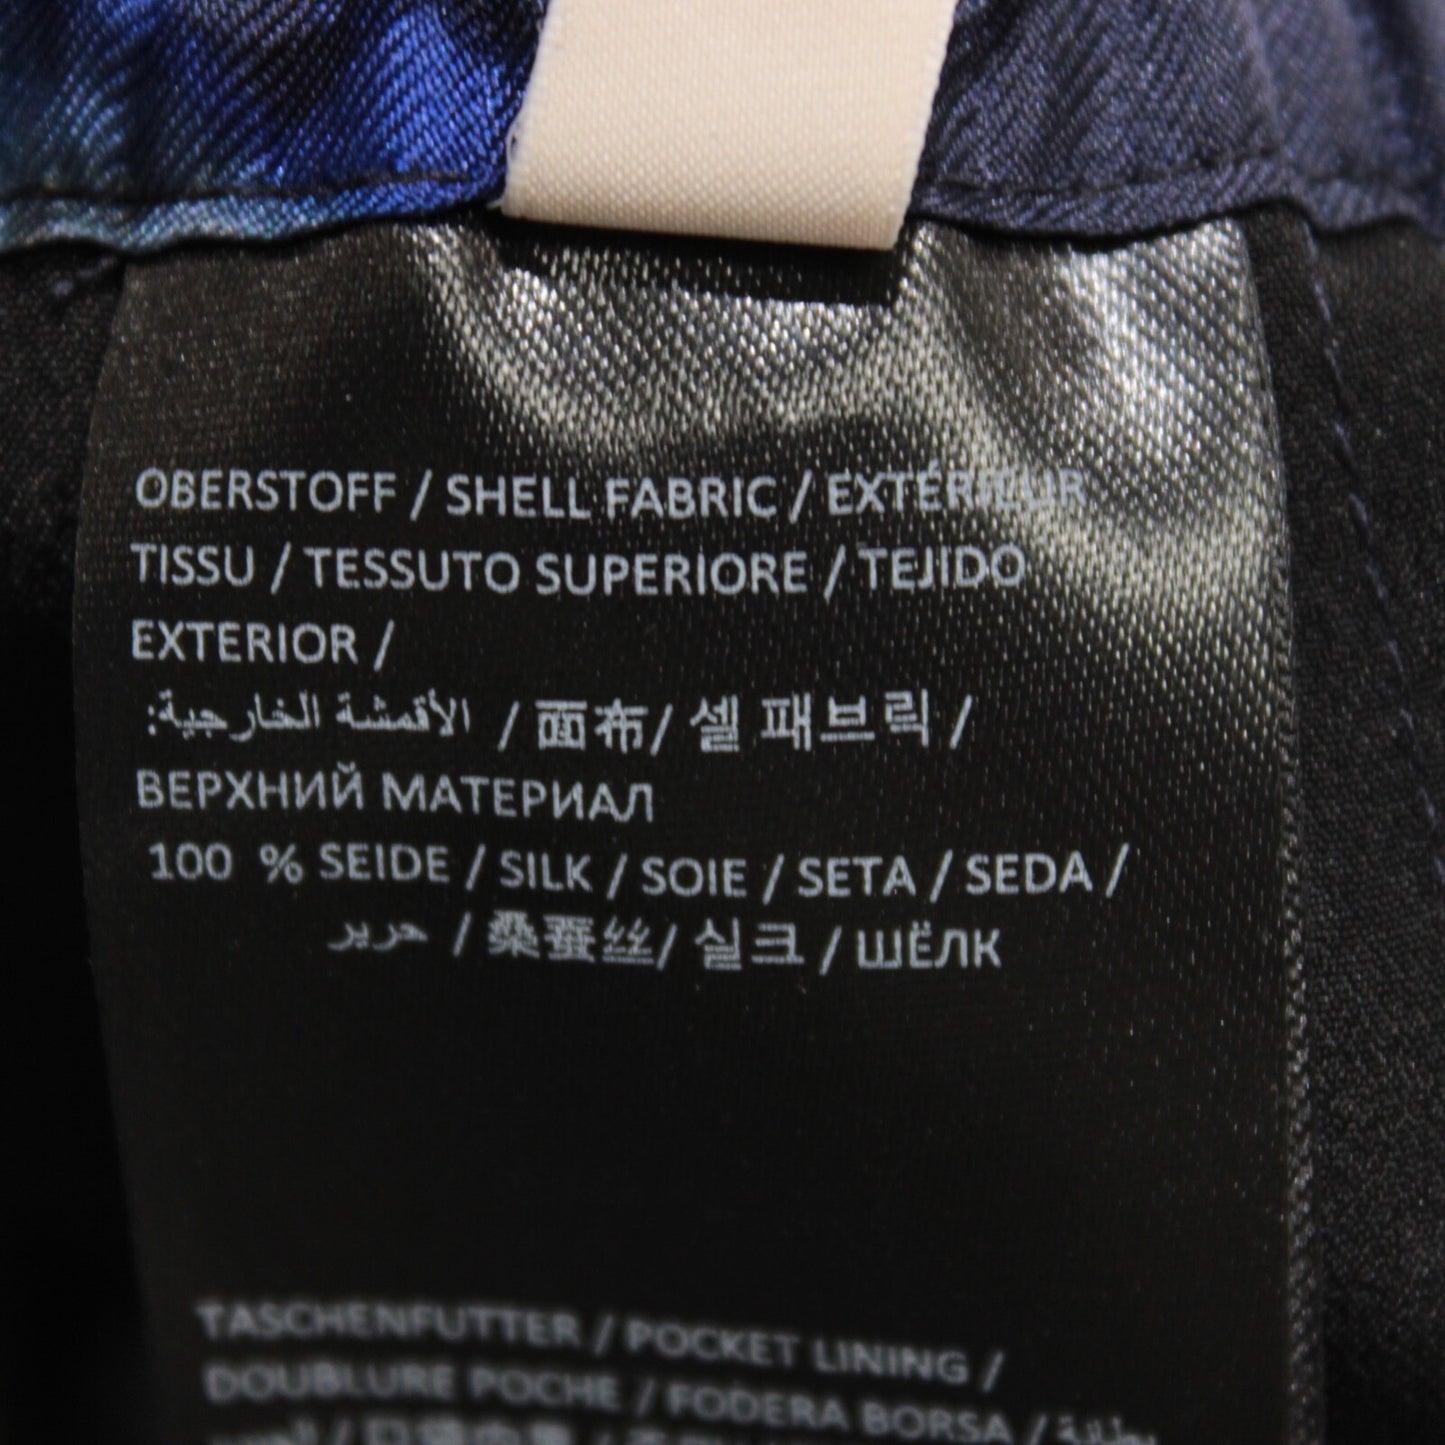 OBERSTOFF / SHELL FABRIC / EXTÉRIEUR
TISSU / TESSUTO SUPERIORE / TEJIDO
EXTERIOR /
الأقمشة الخارجية: / 面布/ 셀 패브릭 /
ВЕРХНИЙ МАТЕРИАЛ
100 % SEIDE / SILK / SOIE / SETA / SEDA /
حرير / 桑蚕丝/ 실크 / ШЁЛК
TASCHENFUTTER / POCKET LINING /
DOUBLURE POCHE / FODERA BORSA / بطانة